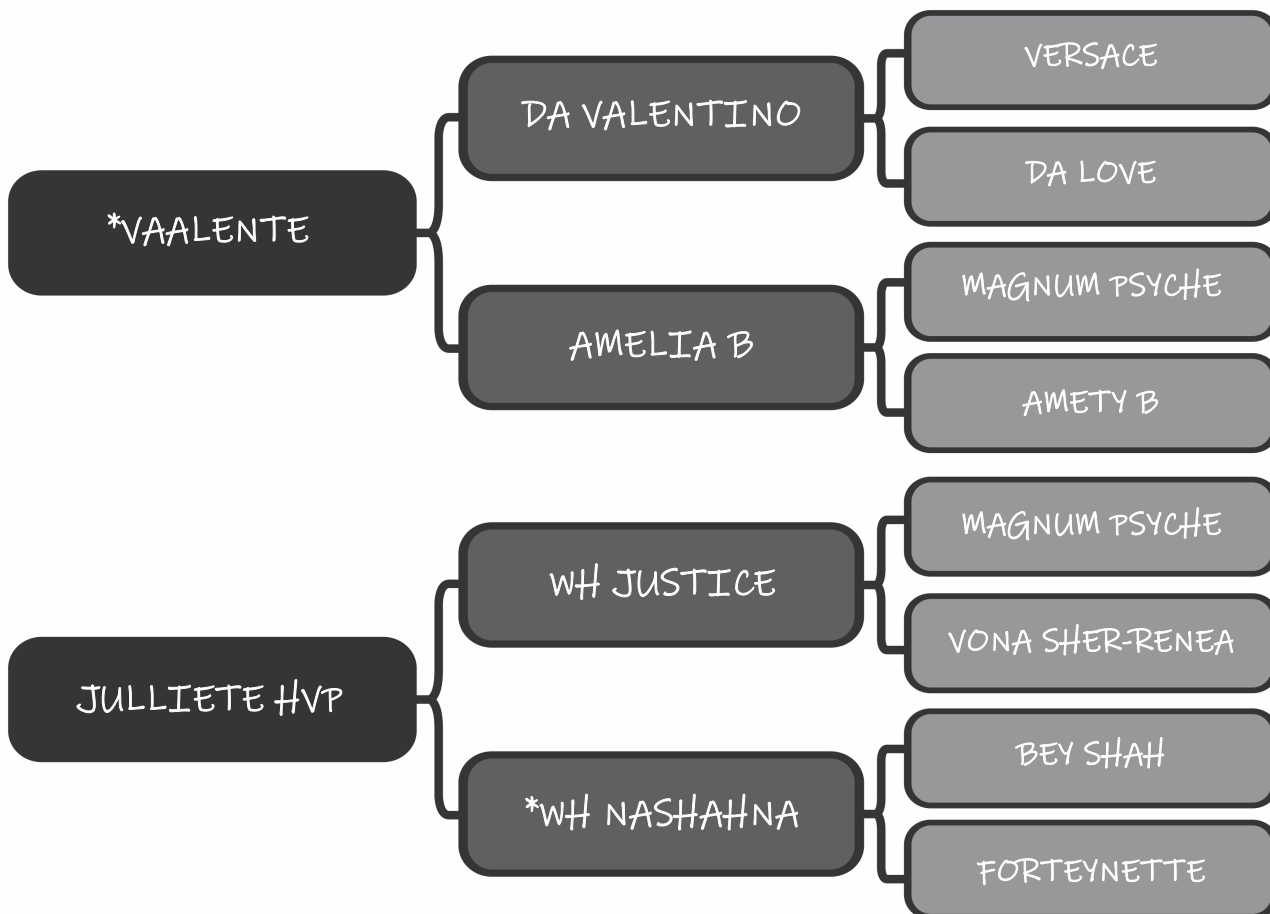 VERSACE
DA VALENTINO
DA LOVE
*VAALENTE
MAGNUM PSYCHE
AMELIA B
AMETY B
MAGNUM PSYCHE
WH JUSTICE
VONA SHER-RENEA
JULLIETE HVP
BEY SHAH
*WH NASHAHNA
FORTEYNETTE